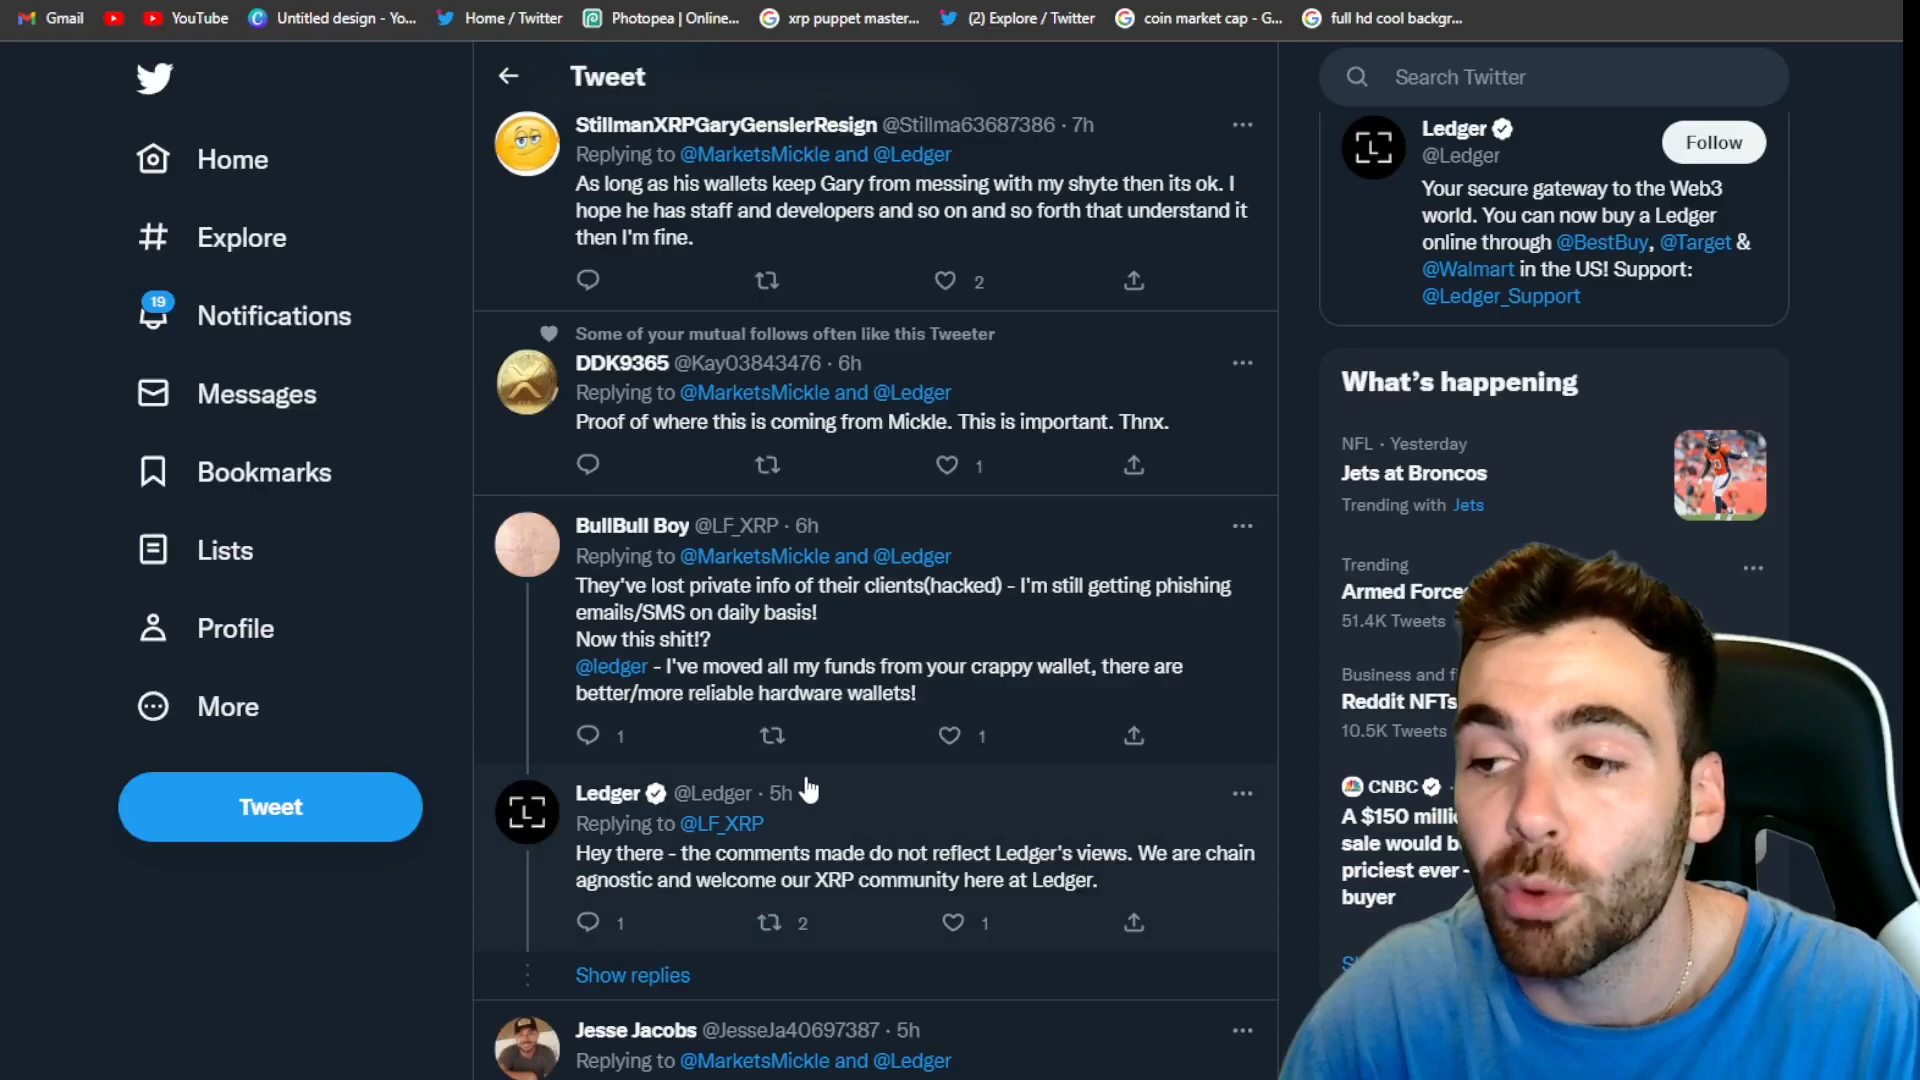 Gmail
YouTube
Untitled design - Yo...
Home / Twitter
Photopea | Online...
xrp puppet master...
(2) Explore / Twitter
coin market cap - G...
full hd cool backgr...
Home
Explore
19
Notifications
Messages
Bookmarks
Lists
Profile
More
Tweet
Tweet
StillmanXRPGaryGenslerResign @Stillma63687386 · 7h
Replying to @MarketsMickle and @Ledger
As long as his wallets keep Gary from messing with my shyte then its ok. I
hope he has staff and developers and so on and so forth that understand it
then I'm fine.
2
Some of your mutual follows often like this Tweeter
DDK9365 @Kay03843476 · 6h
Replying to @MarketsMickle and @Ledger
Proof of where this is coming from Mickle. This is important. Thnx.
1
BullBull Boy @LF_XRP · 6h
Replying to @MarketsMickle and @Ledger
They've lost private info of their clients(hacked) - I'm still getting phishing
emails/SMS on daily basis!
Now this shit!?
@ledger - I've moved all my funds from your crappy wallet, there are
better/more reliable hardware wallets!
1 1
Ledger @Ledger · 5h
Replying to @LF_XRP
Hey there - the comments made do not reflect Ledger's views. We are chain
agnostic and welcome our XRP community here at Ledger.
1 2 1
Show replies
Jesse Jacobs @JesseJa40697387 · 5h
Replying to @MarketsMickle and @Ledger
Search Twitter
Ledger
@Ledger
Follow
Your secure gateway to the Web3
world. You can now buy a Ledger
online through @BestBuy, @Target &
@Walmart in the US! Support:
@Ledger_Support
What's happening
NFL · Yesterday
Jets at Broncos
Trending with Jets
Trending
Armed Force
51.4K Tweets
Business and f
Reddit NFTs
10.5K Tweets
CNBC ·
A $150 millio
sale would b
priciest ever -
buyer